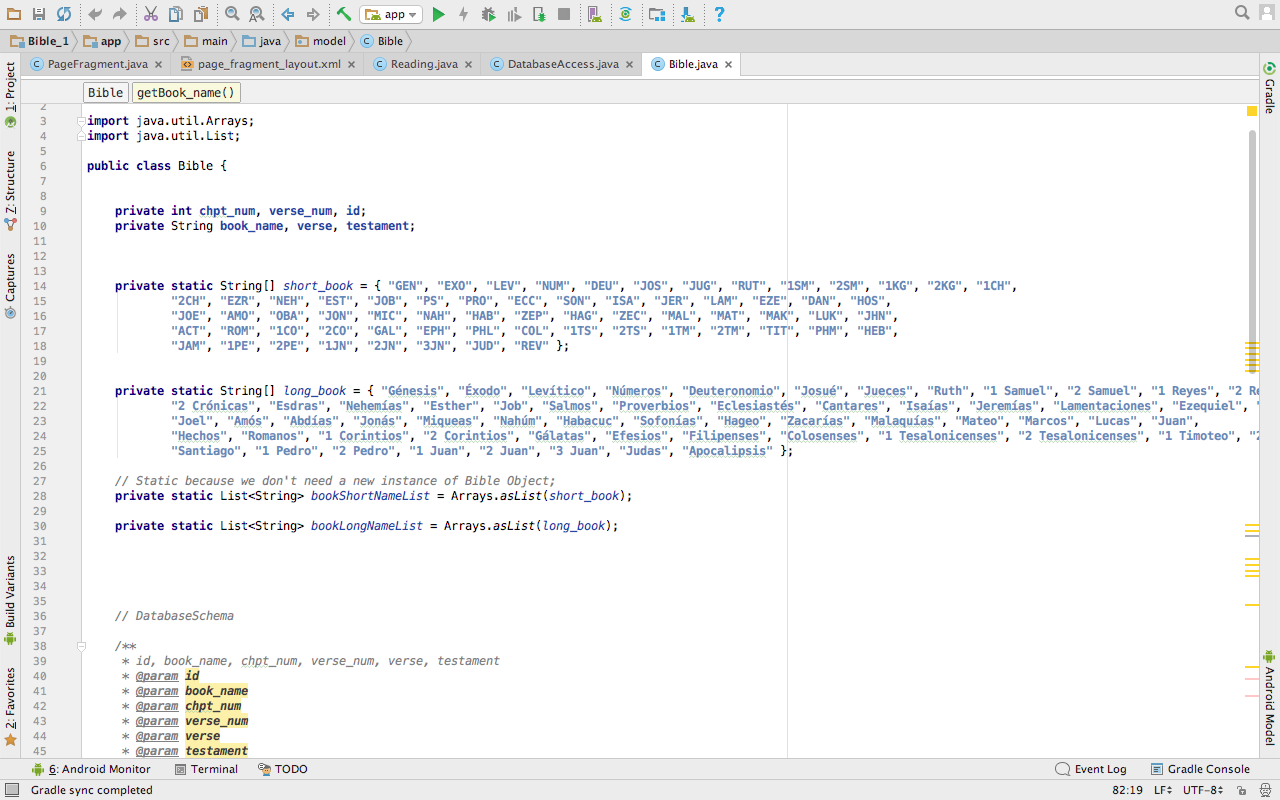 app
Bible_1 app src main java model Bible
PageFragment.java page_fragment_layout.xml Reading.java DatabaseAccess.java Bible.java
Bible getBook_name()
1: Project
Z: Structure
Captures
Build Variants
2: Favorites
Gradle
Android Model
2
3 import java.util.Arrays;
4 import java.util.List;
5
6 public class Bible {
7
8
9 private int chpt_num, verse_num, id;
10 private String book_name, verse, testament;
11
12
13
14 private static String[] short_book = { "GEN", "EXO", "LEV", "NUM", "DEU", "JOS", "JUG", "RUT", "1SM", "2SM", "1KG", "2KG", "1CH",
15 "2CH", "EZR", "NEH", "EST", "JOB", "PS", "PRO", "ECC", "SON", "ISA", "JER", "LAM", "EZE", "DAN", "HOS",
16 "JOE", "AMO", "OBA", "JON", "MIC", "NAH", "HAB", "ZEP", "HAG", "ZEC", "MAL", "MAT", "MAK", "LUK", "JHN",
17 "ACT", "ROM", "1CO", "2CO", "GAL", "EPH", "PHL", "COL", "1TS", "2TS", "1TM", "2TM", "TIT", "PHM", "HEB",
18 "JAM", "1PE", "2PE", "1JN", "2JN", "3JN", "JUD", "REV" };
19
20
21 private static String[] long_book = { "Génesis", "Éxodo", "Levítico", "Números", "Deuteronomio", "Josué", "Jueces", "Ruth", "1 Samuel", "2 Samuel", "1 Reyes", "2 Re
22 "2 Crónicas", "Esdras", "Nehemías", "Esther", "Job", "Salmos", "Proverbios", "Eclesiastés", "Cantares", "Isaías", "Jeremías", "Lamentaciones", "Ezequiel", "
23 "Joel", "Amós", "Abdías", "Jonás", "Miqueas", "Nahúm", "Habacuc", "Sofonías", "Hageo", "Zacarías", "Malaquías", "Mateo", "Marcos", "Lucas", "Juan",
24 "Hechos", "Romanos", "1 Corintios", "2 Corintios", "Gálatas", "Efesios", "Filipenses", "Colosenses", "1 Tesalonicenses", "2 Tesalonicenses", "1 Timoteo", "2
25 "Santiago", "1 Pedro", "2 Pedro", "1 Juan", "2 Juan", "3 Juan", "Judas", "Apocalipsis" };
26
27 // Static because we don't need a new instance of Bible Object;
28 private static List<String> bookShortNameList = Arrays.asList(short_book);
29
30 private static List<String> bookLongNameList = Arrays.asList(long_book);
31
32
33
34
35
36 // DatabaseSchema
37
38 /**
39 * id, book_name, chpt_num, verse_num, verse, testament
40 * @param id
41 * @param book_name
42 * @param chpt_num
43 * @param verse_num
44 * @param verse
45 * @param testament
6: Android Monitor Terminal TODO Event Log Gradle Console
Gradle sync completed 82:19 LF UTF-8